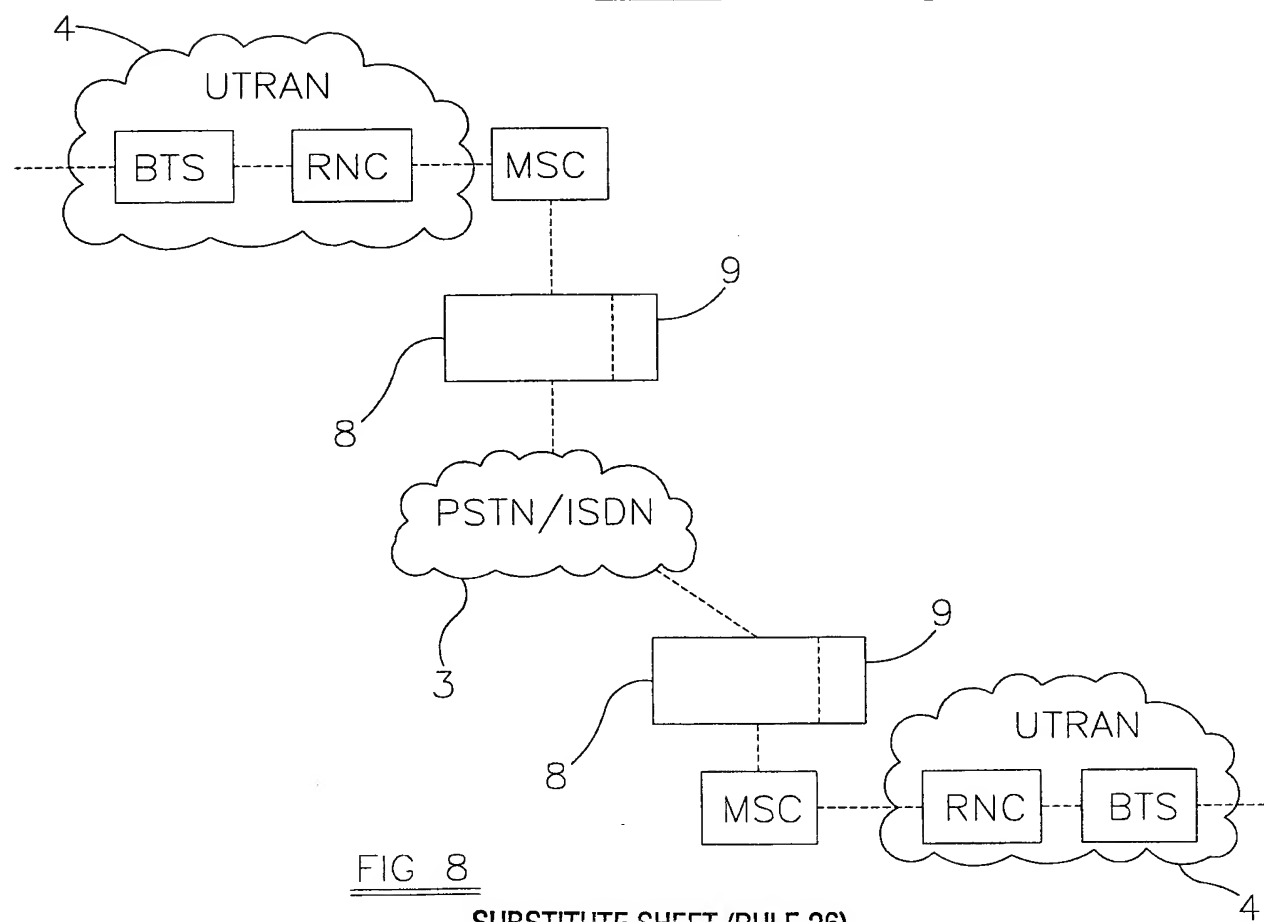 4
UTRAN
BTS
RNC
MSC
9
8
PSTN/ISDN
3
9
8
UTRAN
MSC
RNC
BTS
4
FIG 8
SUBSTITUTE SHEET (RULE 26)